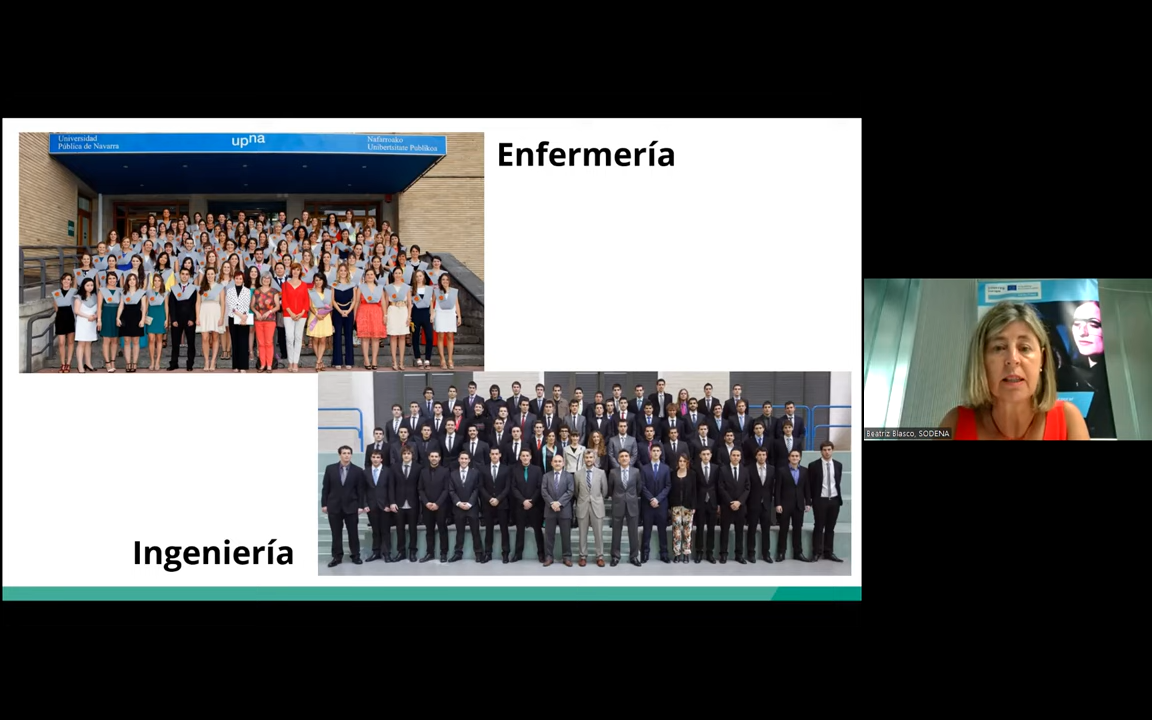 Universidad
Pública de Navarra
upna
Nafarroako
Unibertsitate Publikoa
Enfermería
Ingeniería
Beatriz Blasco, SODENA